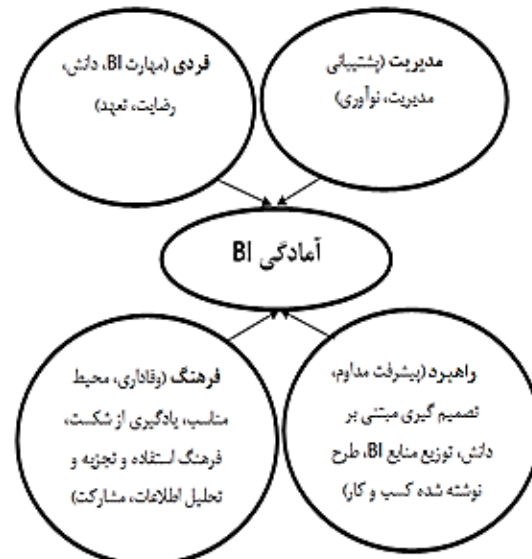 مدیریت (پشتیبانی
مدیریت، نوآوری)
فردی (مهارت BI، دانش،
رضایت، تعهد)
آمادگی BI
راهبرد (پیشرفت مداوم،
تصمیم گیری مبتنی بر
دانش، توزیع منابع BI، طرح
نوشته شده کسب و کار)
فرهنگ (وفاداری، محیط
مناسب، یادگیری از شکست،
فرهنگ استفاده و تجزیه و
تحلیل اطلاعات، مشارکت)